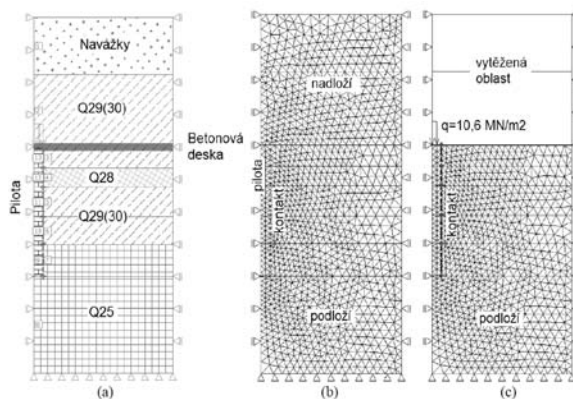 Navážky
Q29(30)
Betonová
deska
Q28
Pilota
Q29(30)
Q25
(a)
nadloží
pilota
kontakt
podloží
(b)
vytěžená
oblast
q=10,6 MN/m2
kontakt
podloží
(c)